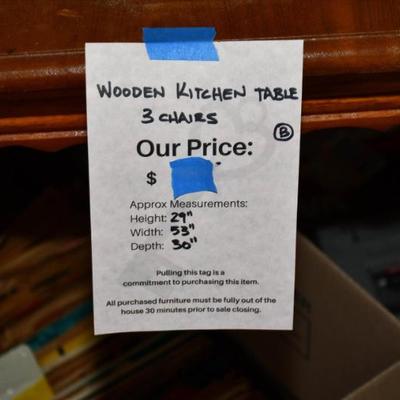 WOODEN KITCHEN TABLE
3 CHAIRS
B
Our Price:
$
Approx Measurements:
Height: 29"
Width: 53"
Depth: 30"
Pulling this tag is a
commitment to purchasing this item.
All purchased furniture must be fully out of the
house 30 minutes prior to sale closing.